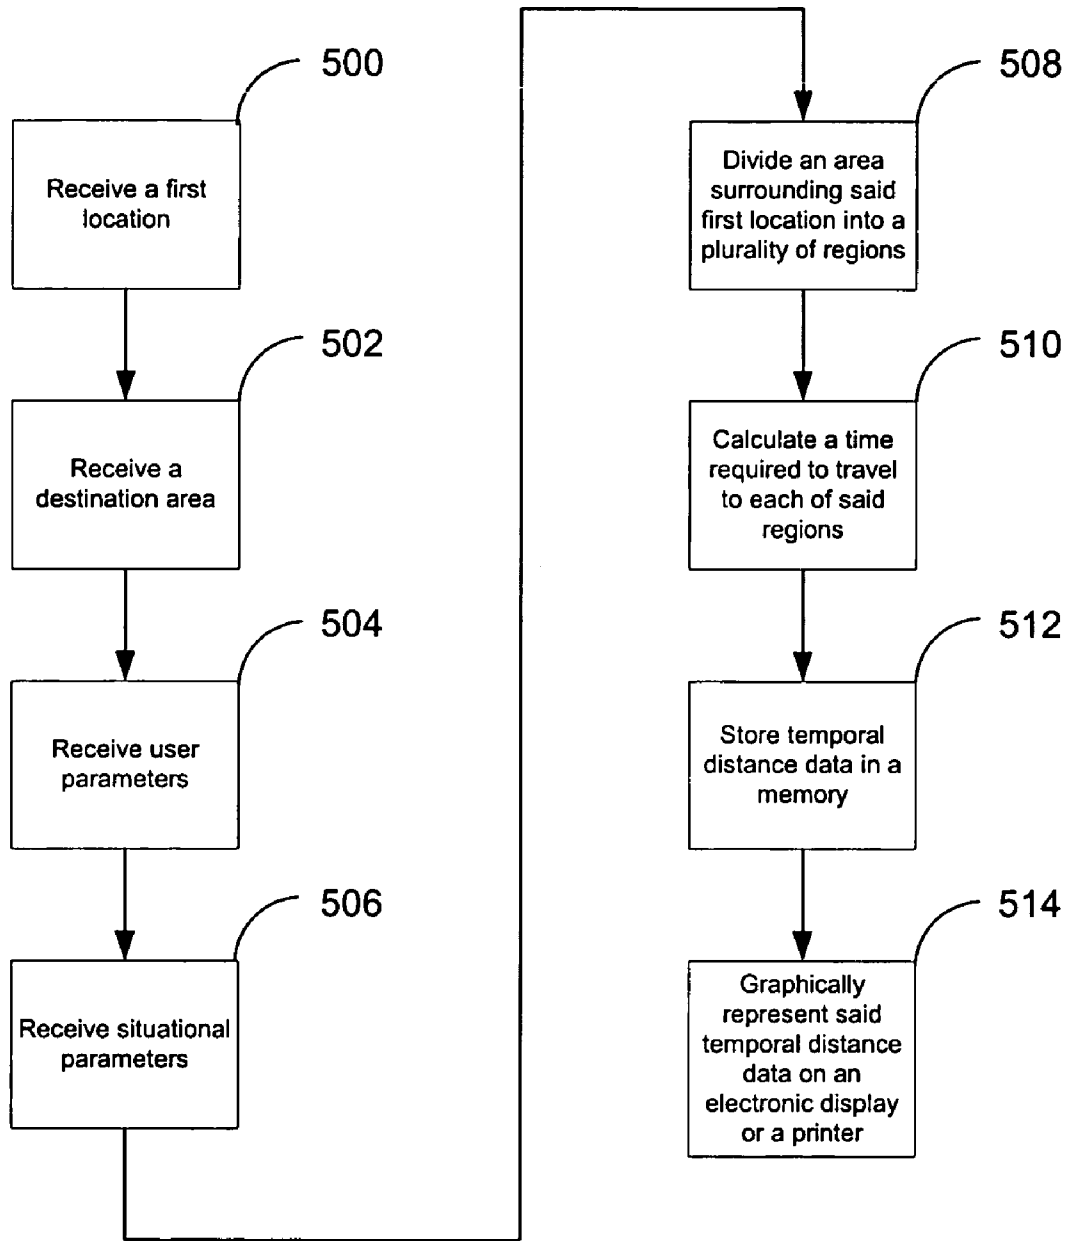 500
Receive a first
location
502
Receive a
destination area
504
Receive user
parameters
506
Receive situational
parameters
508
Divide an area
surrounding said
first location into a
plurality of regions
510
Calculate a time
required to travel
to each of said
regions
512
Store temporal
distance data in a
memory
514
Graphically
represent said
temporal distance
data on an
electronic display
or a printer